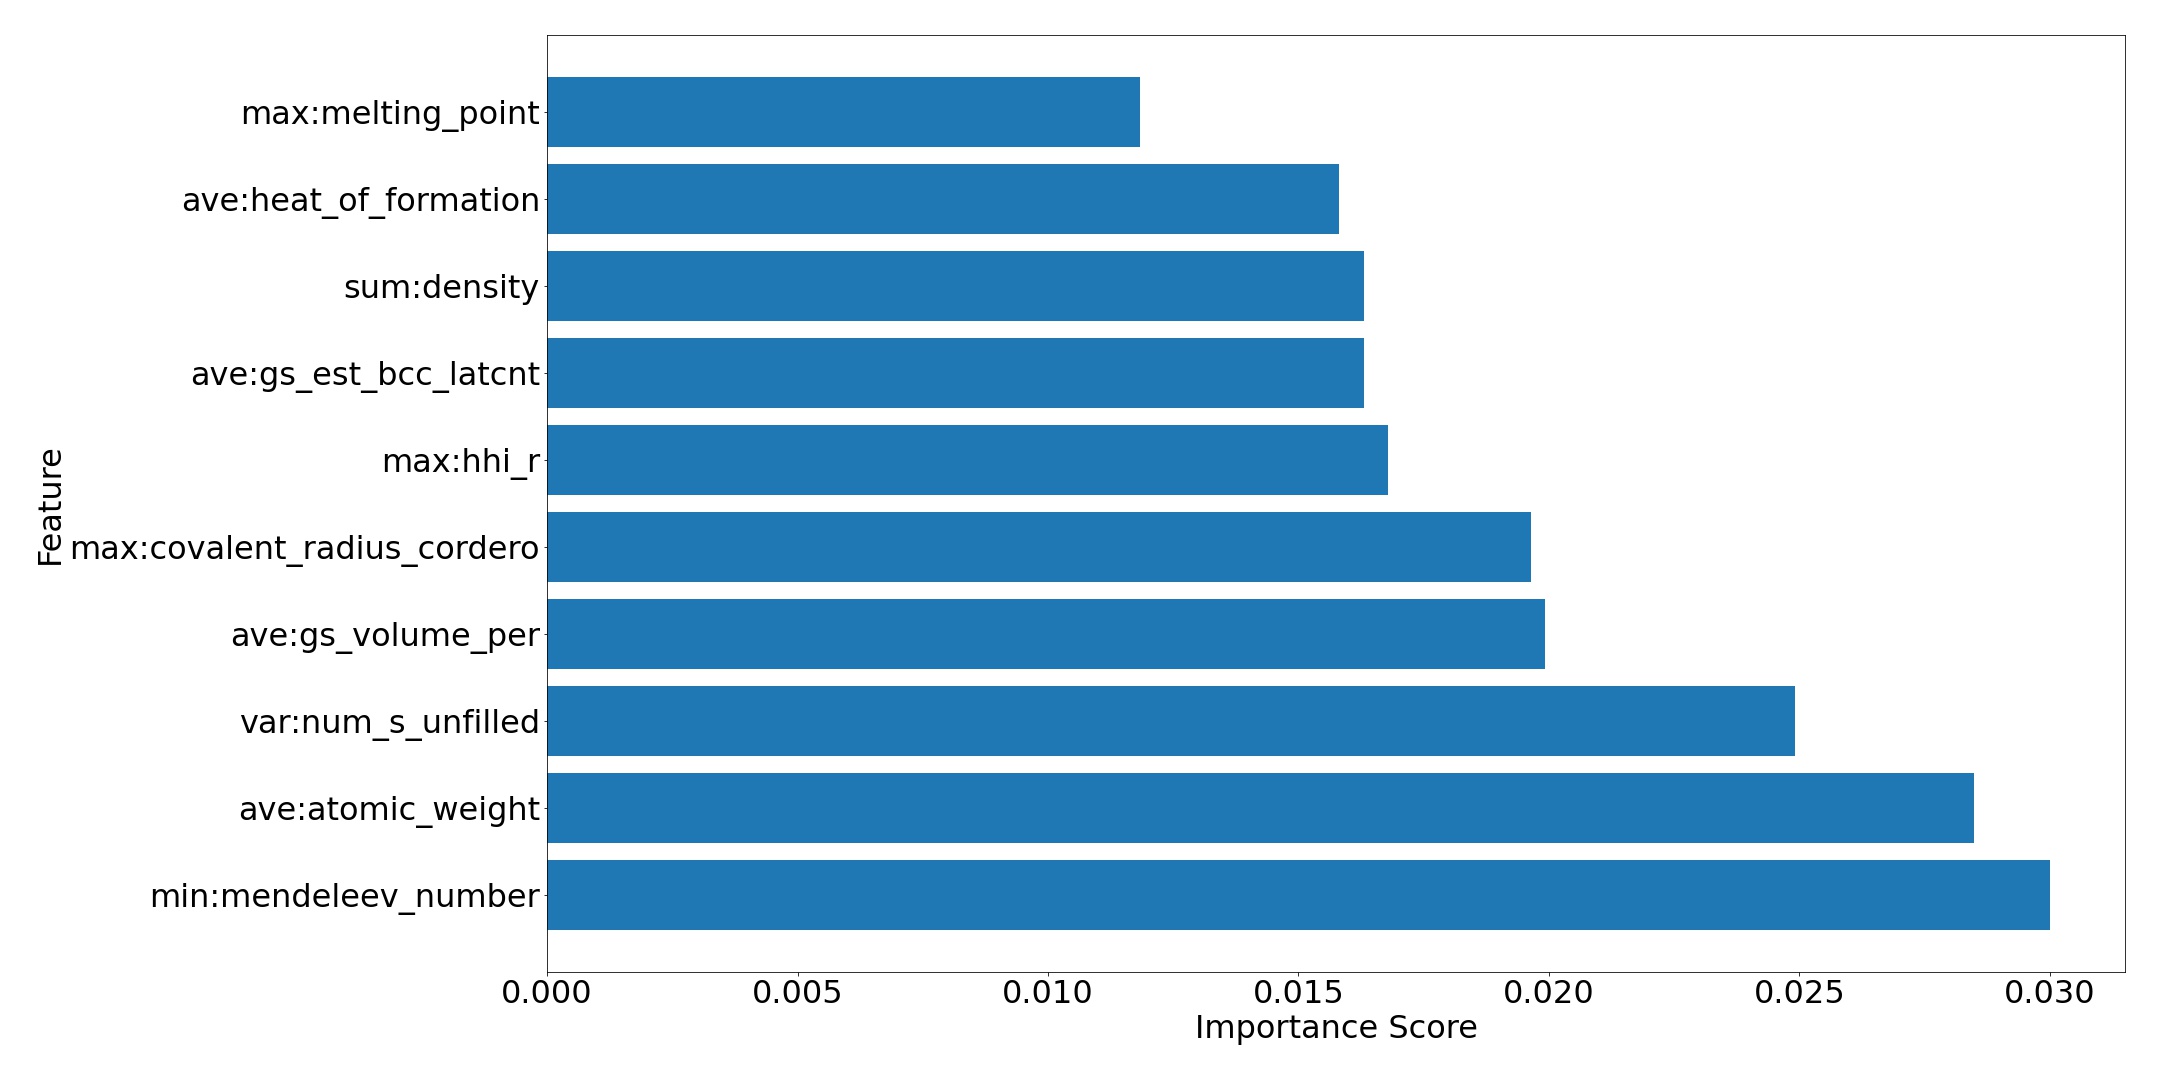 max:melting_point
ave:heat_of_formation
sum:density
ave:gs_est_bcc_latcnt
max:hhi_r
max:covalent_radius_cordero
ave:gs_volume_per
var:num_s_unfilled
ave:atomic_weight
min:mendeleev_number
Feature
0.000 0.005 0.010 0.015 0.020 0.025 0.030
Importance Score